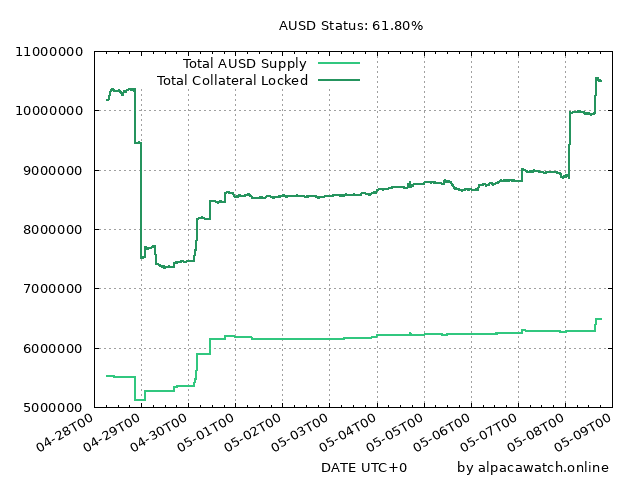 AUSD Status: 61.80%
Total AUSD Supply
Total Collateral Locked
11000000
10000000
9000000
8000000
7000000
6000000
5000000
04-28T00
04-29T00
04-30T00
05-01T00
05-02T00
05-03T00
05-04T00
05-05T00
05-06T00
05-07T00
05-08T00
05-09T00
DATE UTC+0
by alpacawatch.online